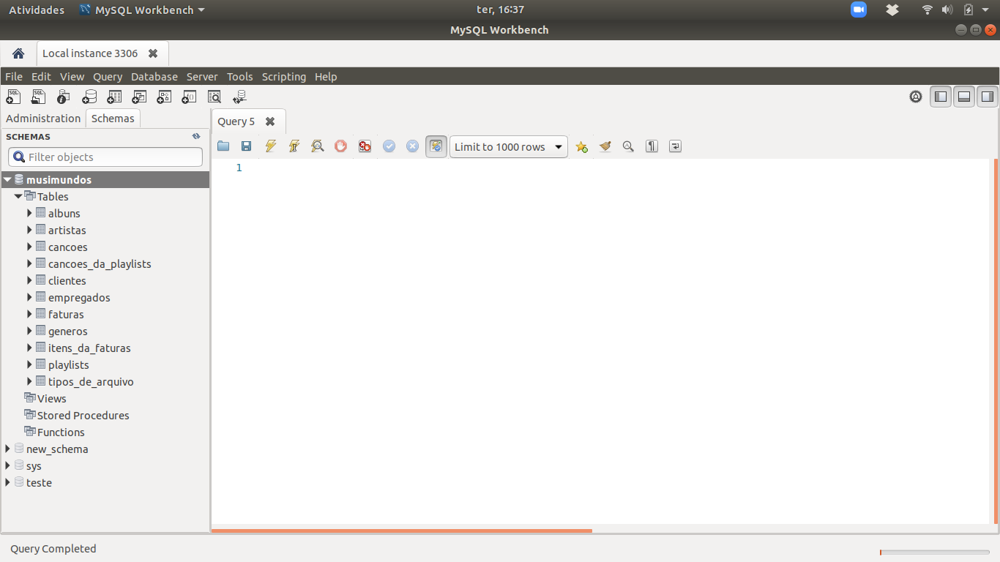 Atividades MySQL Workbench ter, 16:37
MySQL Workbench
Local instance 3306
File Edit View Query Database Server Tools Scripting Help
Administration Schemas
Query 5
SCHEMAS
Limit to 1000 rows
Filter objects
1
musimundos
Tables
albuns
artistas
cancoes
cancoes_da_playlists
clientes
empregados
faturas
generos
itens_da_faturas
playlists
tipos_de_arquivo
Views
Stored Procedures
Functions
new_schema
sys
teste
Query Completed